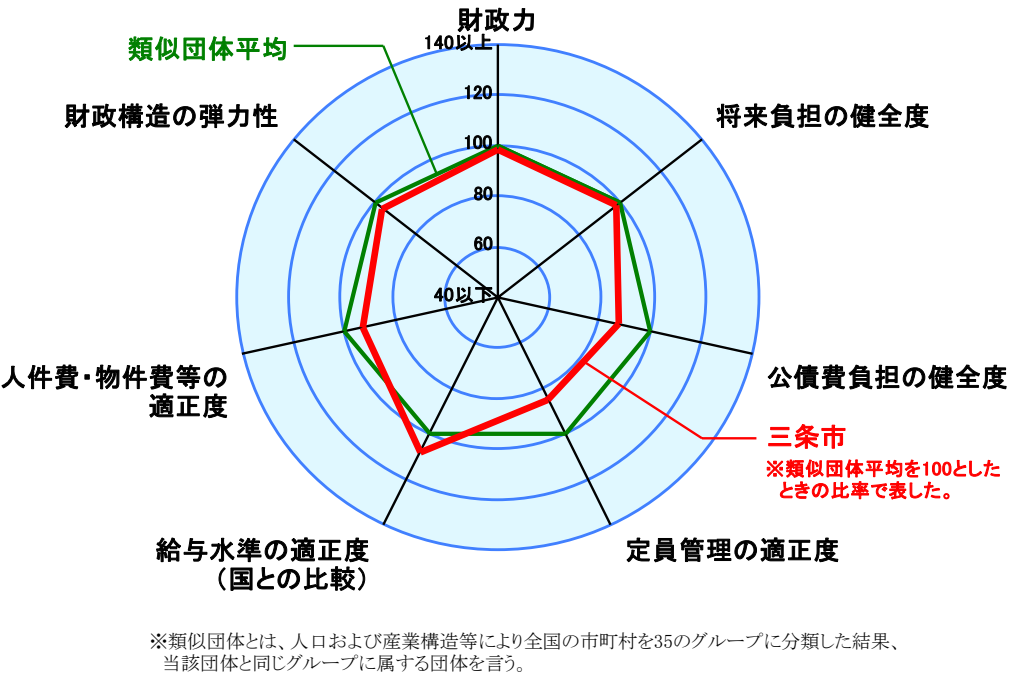 財政力
140以上
類似団体平均
120
財政構造の弾力性
将来負担の健全度
100
80
60
40以下
人件費・物件費等の
適正度
公債費負担の健全度
三条市
※類似団体平均を100とした
ときの比率で表した。
給与水準の適正度
（国との比較）
定員管理の適正度
※類似団体とは、人口および産業構造等により全国の市町村を35のグループに分類した結果、
当該団体と同じグループに属する団体を言う。